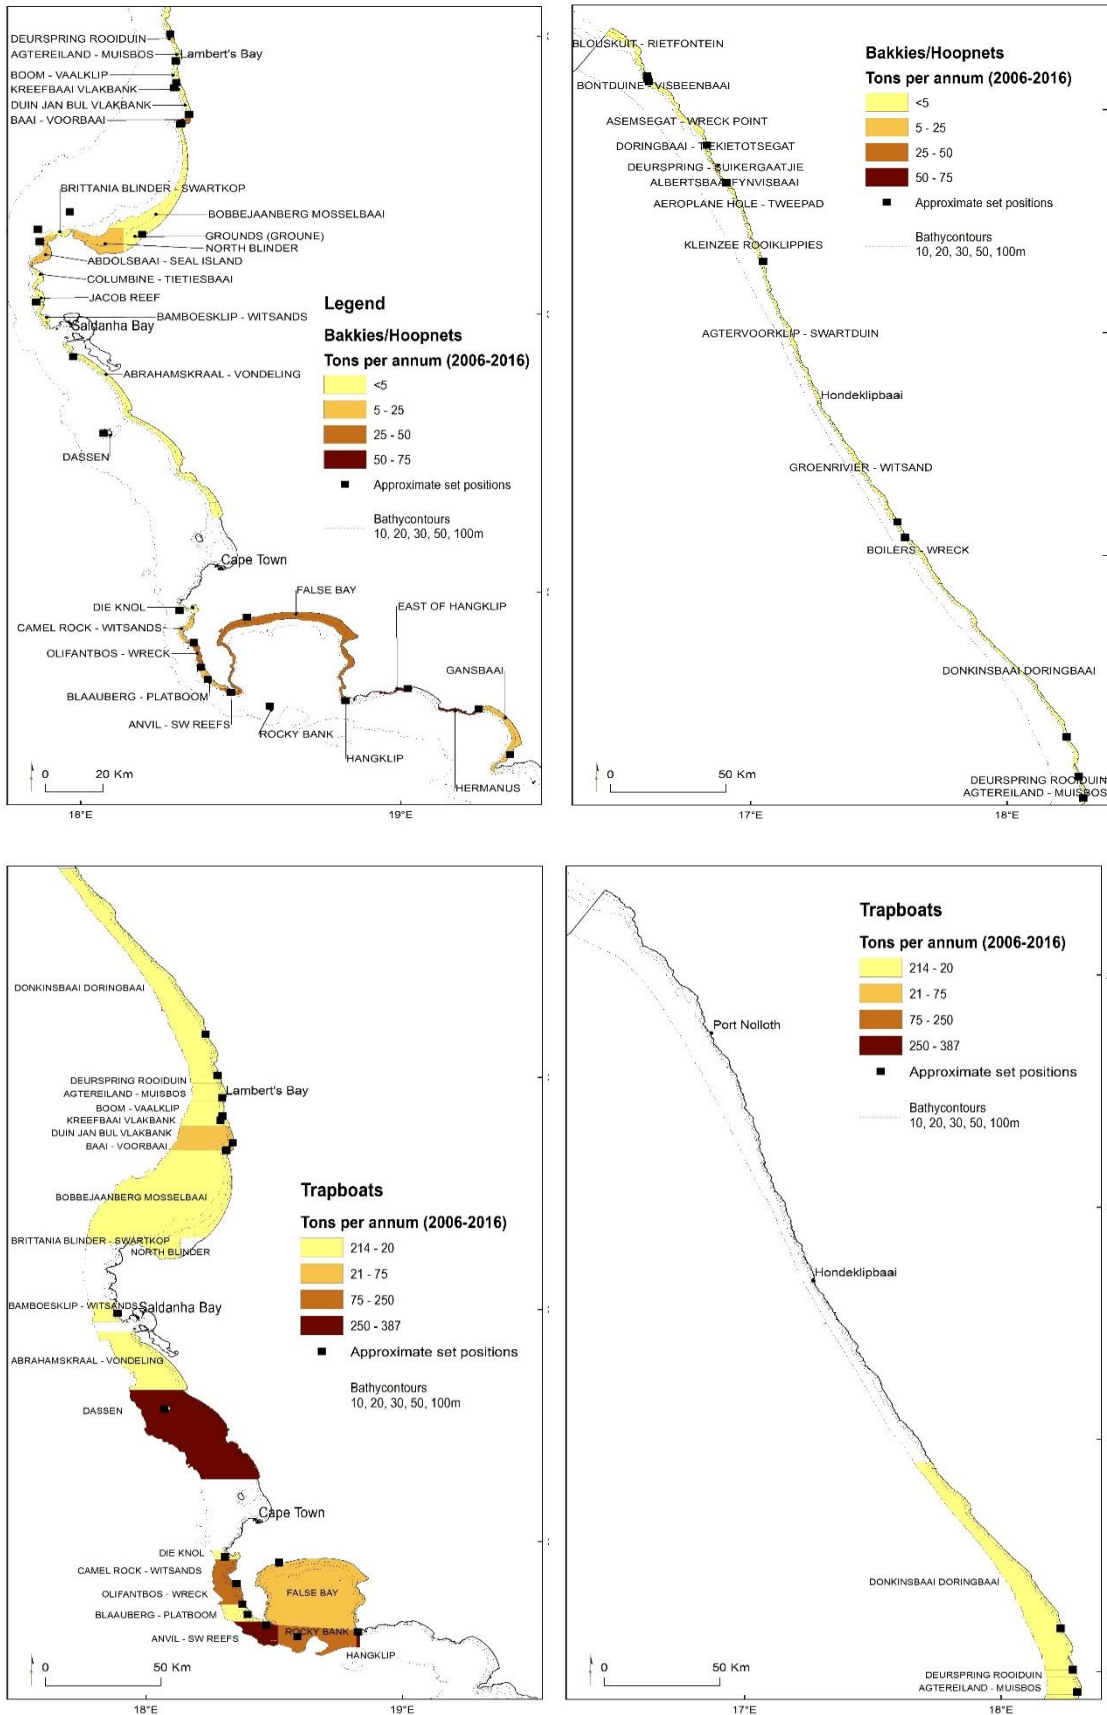 DEURSPRING ROOIDUIN
AGTEREILAND - MUISBOS
Lambert's Bay
BOOM - VAALKLIP
KREEFBAAI VLAKBANK
DUIN JAN BUL VLAKBANK
BAAI - VOORBAAI
BRITTANIA BLINDER - SWARTKOP
BOBBEJAANBERG MOSSELBAAI
GROUNDS (GROUNE)
NORTH BLINDER
ABDOLSBAAI - SEAL ISLAND
COLUMBINE - TIETIESBAAI
JACOB REEF
BAMBOESKLIP - WITSANDS
Saldanha Bay
ABRAHAMSKRAAL - VONDELING
DASSEN
Legend
Bakkies/Hoopnets
Tons per annum (2006-2016)
<5
5 - 25
25 - 50
50 - 75
Approximate set positions
Bathycontours
10, 20, 30, 50, 100m
Cape Town
DIE KNOL
FALSE BAY
EAST OF HANGKLIP
CAMEL ROCK - WITSANDS
OLIFANTBOS - WRECK
GANSBAAI
BLAAUBERG - PLATBOOM
ANVIL - SW REEFS
ROCKY BANK
HANGKLIP
HERMANUS
0 20 Km
18°E 19°E
BLOUSKUIT - RIETFONTEIN
BONTDUINE - VISBEENBAAI
ASEMSEGAT - WRECK POINT
DORINGBAAI - TIEKIETOTSEGAT
DEURSPRING - SUIKERGAATJIE
ALBERTSBAAI FYNVISBAAI
AEROPLANE HOLE - TWEEPAD
KLEINZEE ROOIKLIPPIES
AGTERVOORKLIP - SWARTDUIN
Hondeklipbaai
GROENRIVIER - WITSAND
BOILERS - WRECK
DONKINSBAAI DORINGBAAI
DEURSPRING ROOIDUIN
AGTEREILAND - MUISBOS
Bakkies/Hoopnets
Tons per annum (2006-2016)
<5
5 - 25
25 - 50
50 - 75
Approximate set positions
Bathycontours
10, 20, 30, 50, 100m
0 50 Km
17°E 18°E
DONKINSBAAI DORINGBAAI
DEURSPRING ROOIDUIN
AGTEREILAND - MUISBOS
Lambert's Bay
BOOM - VAALKLIP
KREEFBAAI VLAKBANK
DUIN JAN BUL VLAKBANK
BAAI - VOORBAAI
BOBBEJAANBERG MOSSELBAAI
BRITTANIA BLINDER - SWARTKOP
NORTH BLINDER
BAMBOESKLIP - WITSANDS
Saldanha Bay
ABRAHAMSKRAAL - VONDELING
DASSEN
Trapboats
Tons per annum (2006-2016)
214 - 20
21 - 75
75 - 250
250 - 387
Approximate set positions
Bathycontours
10, 20, 30, 50, 100m
Cape Town
DIE KNOL
CAMEL ROCK - WITSANDS
OLIFANTBOS - WRECK
FALSE BAY
BLAAUBERG - PLATBOOM
ANVIL - SW REEFS
ROCKY BANK
HANGKLIP
0 50 Km
18°E 19°E
Trapboats
Tons per annum (2006-2016)
214 - 20
21 - 75
75 - 250
250 - 387
Approximate set positions
Bathycontours
10, 20, 30, 50, 100m
Port Nolloth
Hondeklipbaai
DONKINSBAAI DORINGBAAI
DEURSPRING ROOIDUIN
AGTEREILAND - MUISBOS
0 50 Km
17°E 18°E